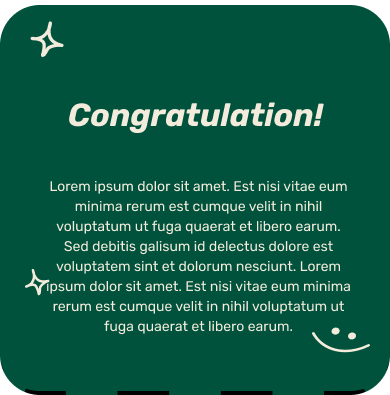 Congratulation!
Lorem ipsum dolor sit amet. Est nisi vitae eum
minima rerum est cumque velit in nihil
voluptatum ut fuga quaerat et libero earum.
Sed debitis galisum id delectus dolore est
voluptatem sint et dolorum nesciunt. Lorem
ipsum dolor sit amet. Est nisi vitae eum minima
rerum est cumque velit in nihil voluptatum ut
fuga quaerat et libero earum.